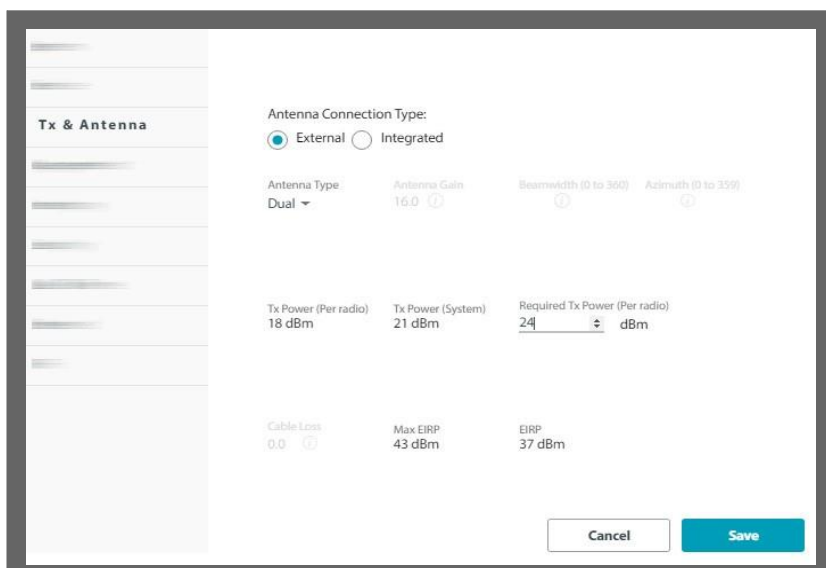 Tx & Antenna
Antenna Connection Type:
External Integrated
Antenna Type Antenna Gain Beamwidth (0 to 360) Azimuth (0 to 359)
Dual 16.0
Tx Power (Per radio) Tx Power (System) Required Tx Power (Per radio)
18 dBm 21 dBm 24 dBm
Cable Loss Max EIRP EIRP
0.0 43 dBm 37 dBm
Cancel Save